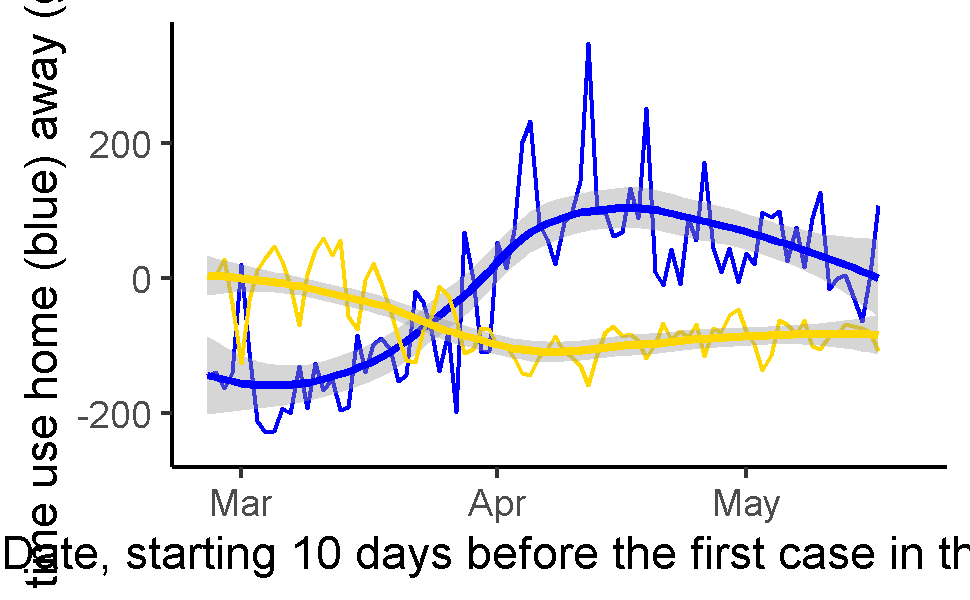 time use home (blue) away (
200
0
-200
Mar Apr May
Date, starting 10 days before the first case in th